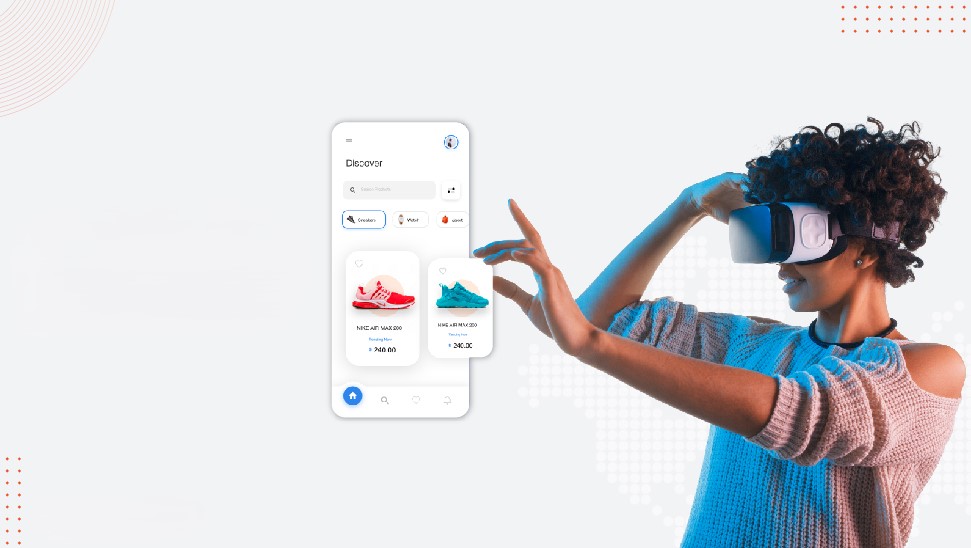 Discover
Search Products
Sneakers
Watch
NIKE AIR MAX 200
Trending Now
$ 240.00
NIKE AIR MAX 200
Trending Now
$ 240.00